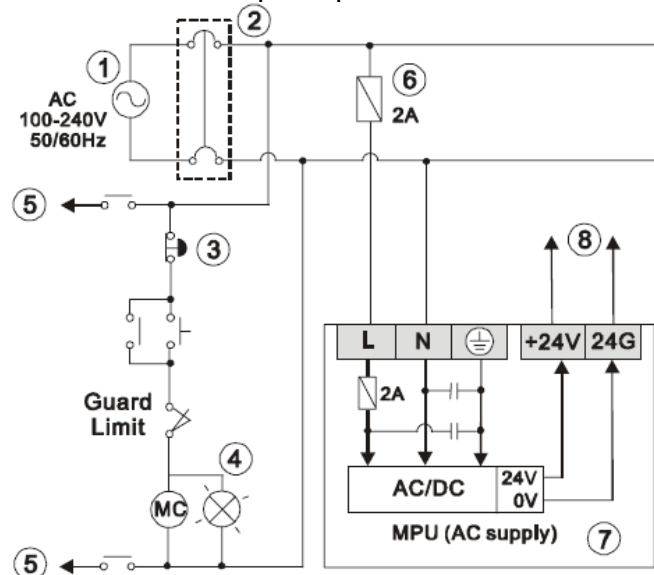 ②
①
AC
100-240V
50/60Hz
⑥
2A
⑤
③
⑧
L N +24V 24G
2A
Guard
Limit
④
AC/DC
24V
0V
MC
MPU (AC supply)
⑦
⑤